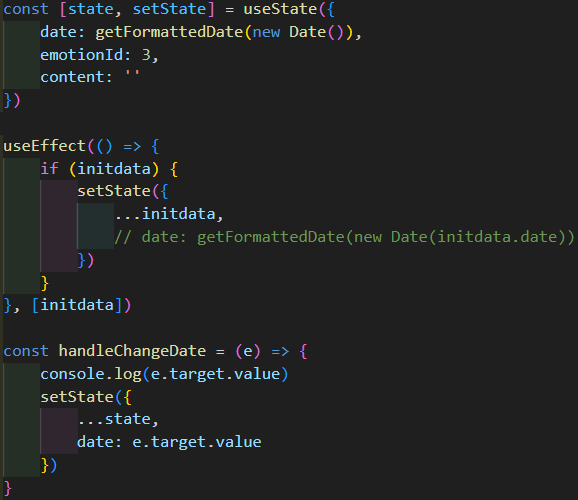 const [state, setState] = useState({
    date: getFormattedDate(new Date()),
    emotionId: 3,
    content: ''
})

useEffect(() => {
    if (initdata) {
        setState({
            ...initdata,
            // date: getFormattedDate(new Date(initdata.date))
        })
    }
}, [initdata])

const handleChangeDate = (e) => {
    console.log(e.target.value)
    setState({
        ...state,
        date: e.target.value
    })
}